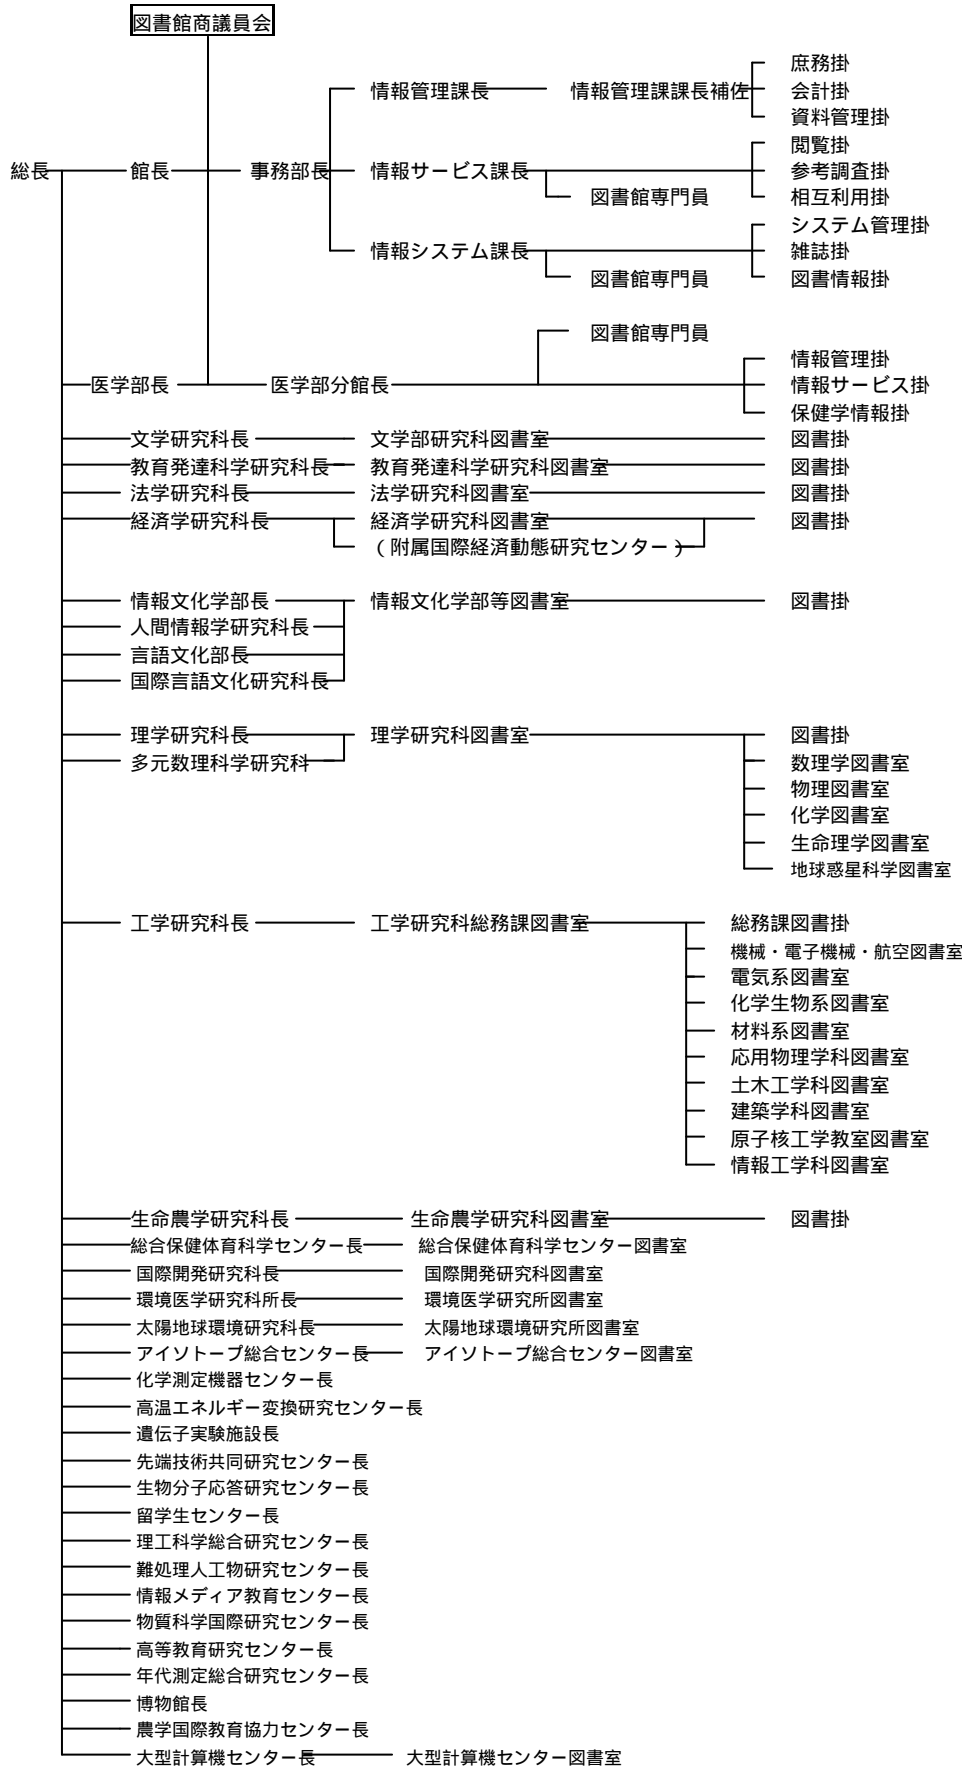 図書館商議員会
庶務掛
情報管理課長 情報管理課課長補佐 会計掛
資料管理掛
閲覧掛
総長 館長 事務部長 情報サービス課長 参考調査掛
図書館専門員 相互利用掛
システム管理掛
情報システム課長 雑誌掛
図書館専門員 図書情報掛
図書館専門員
情報管理掛
医学部長 医学部分館長 情報サービス掛
保健学情報掛
文学研究科長 文学部研究科図書室 図書掛
教育発達科学研究科長 教育発達科学研究科図書室 図書掛
法学研究科長 法学研究科図書室 図書掛
経済学研究科長 経済学研究科図書室 図書掛
(附属国際経済動態研究センター)
情報文化学部長 情報文化学部等図書室 図書掛
人間情報学研究科長
言語文化部長
国際言語文化研究科長
理学研究科長 理学研究科図書室 図書掛
多元数理科学研究科 数理学図書室
物理図書室
化学図書室
生命理学図書室
地球惑星科学図書室
工学研究科長 工学研究科総務課図書室 総務課図書掛
機械・電子機械・航空図書室
電気系図書室
化学生物系図書室
材料系図書室
応用物理学科図書室
土木工学科図書室
建築学科図書室
原子核工学教室図書室
情報工学科図書室
生命農学研究科長 生命農学研究科図書室 図書掛
総合保健体育科学センター長 総合保健体育科学センター図書室
国際開発研究科長 国際開発研究科図書室
環境医学研究科所長 環境医学研究所図書室
太陽地球環境研究科長 太陽地球環境研究所図書室
アイソトープ総合センター長 アイソトープ総合センター図書室
化学測定機器センター長
高温エネルギー変換研究センター長
遺伝子実験施設長
先端技術共同研究センター長
生物分子応答研究センター長
留学生センター長
理工科学総合研究センター長
難処理人工物研究センター長
情報メディア教育センター長
物質科学国際研究センター長
高等教育研究センター長
年代測定総合研究センター長
博物館長
農学国際教育協力センター長
大型計算機センター長 大型計算機センター図書室